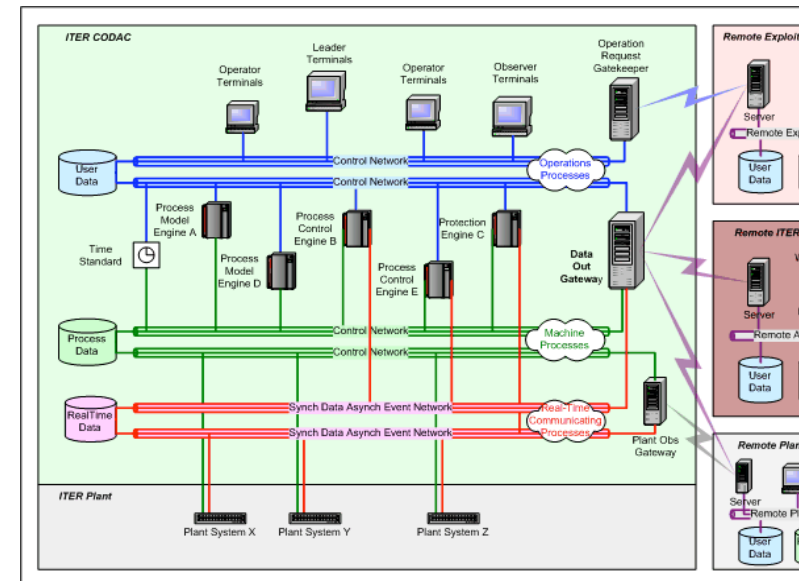 ITER CODAC
Leader
Terminals
Operator
Terminals
Operator
Terminals
Observer
Terminals
Operation
Request
Gatekeeper
User
Data
Control Network
Control Network
Operations
Processes
Process
Model
Engine A
Time
Standard
Process
Model
Engine D
Process
Control
Engine B
Process
Control
Engine E
Protection
Engine C
Data
Out
Gateway
Process
Data
Control Network
Control Network
Machine
Processes
RealTime
Data
Synch Data Asynch Event Network
Synch Data Asynch Event Network
Real-Time
Communicating
Processes
Plant Obs
Gateway
ITER Plant
Plant System X
Plant System Y
Plant System Z
Remote Exploit
Server
Remote Exp
User
Data
Remote ITER
W
Server
Remote A
User
Data
Remote Plan
Server
Remote Pl
User
Data